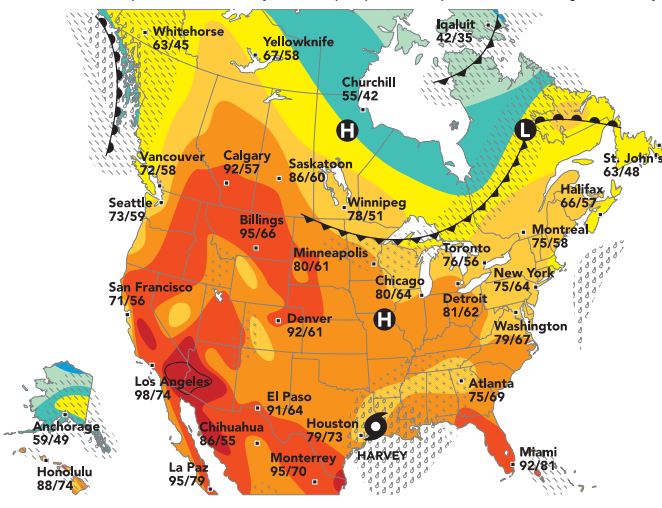 Whitehorse
63/45
Yellowknife
67/58
Iqaluit
42/35
Churchill
55/42
H
L
Vancouver
72/58
Calgary
92/57
Saskatoon
86/60
St. John's
63/48
Seattle
73/59
Winnipeg
78/51
Halifax
66/57
Billings
95/66
Minneapolis
80/61
Toronto
76/56
Montreal
75/58
San Francisco
71/56
Chicago
80/64
Detroit
81/62
New York
75/64
Denver
92/61
H
Washington
79/67
Los Angeles
98/74
El Paso
91/64
Atlanta
75/69
Anchorage
59/49
Chihuahua
86/55
Houston
79/73
HARVEY
Honolulu
88/74
La Paz
95/79
Monterrey
95/70
Miami
92/81